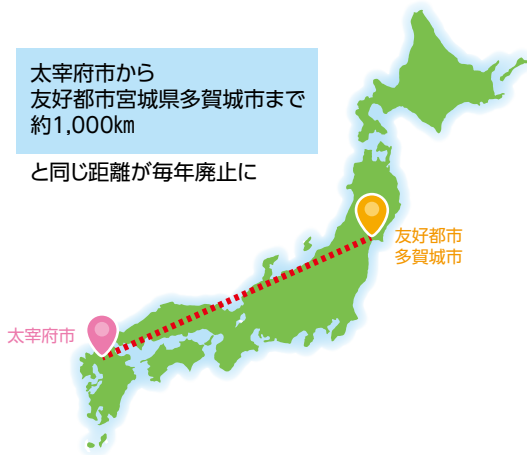 太宰府市から
友好都市宮城県多賀城市まで
約1,000㎞
と同じ距離が毎年廃止に
友好都市
多賀城市
太宰府市